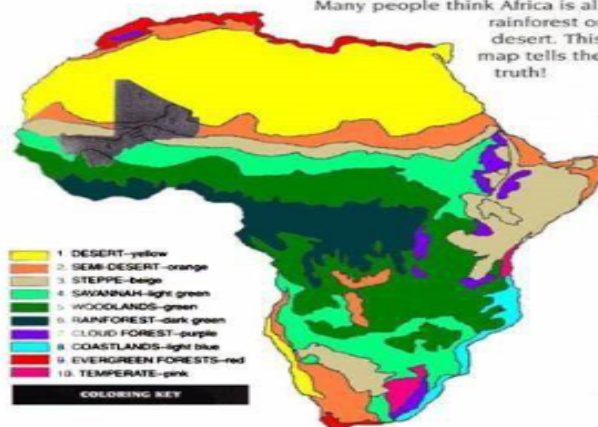 Many people think Africa is al
rainforest o
desert. This
map tells the
truth!
1. DESERT-yellow
2. SEMI-DESERT-orange
3. STEPPE-beige
4. SAVANNAH-light green
5. WOODLANDS-green
6. RAINFOREST-dark green
7. CLOUD FOREST-purple
8. COASTLANDS-light blue
9. EVERGREEN FORESTS-red
10. TEMPERATE-pink
COLORING KEY